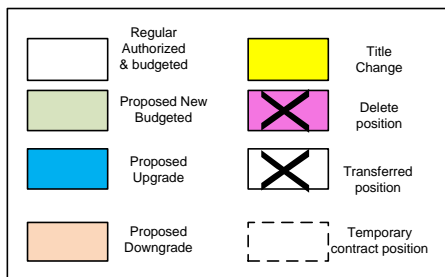 Regular
Authorized
& budgeted
Title
Change
Proposed New
Budgeted
Delete
position
Proposed
Upgrade
Transferred
position
Proposed
Downgrade
Temporary
contract position